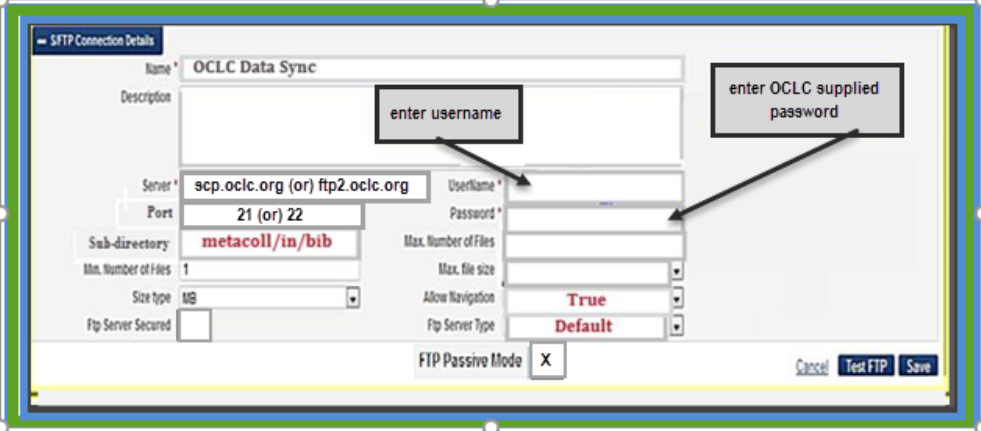 – S/FTP Connection Details
Name * OCLC Data Sync
Description
enter username
enter OCLC supplied
password
Server * scp.oclc.org (or) ftp2.oclc.org UserName *
Port 21 (or) 22 Password *
Sub-directory metacoll/in/bib Max. Number of Files
Min. Number of Files 1 Max. file size
Size type MB Allow Navigation True
Ftp Server Secured Ftp Server Type Default
FTP Passive Mode X
Cancel Test FTP Save